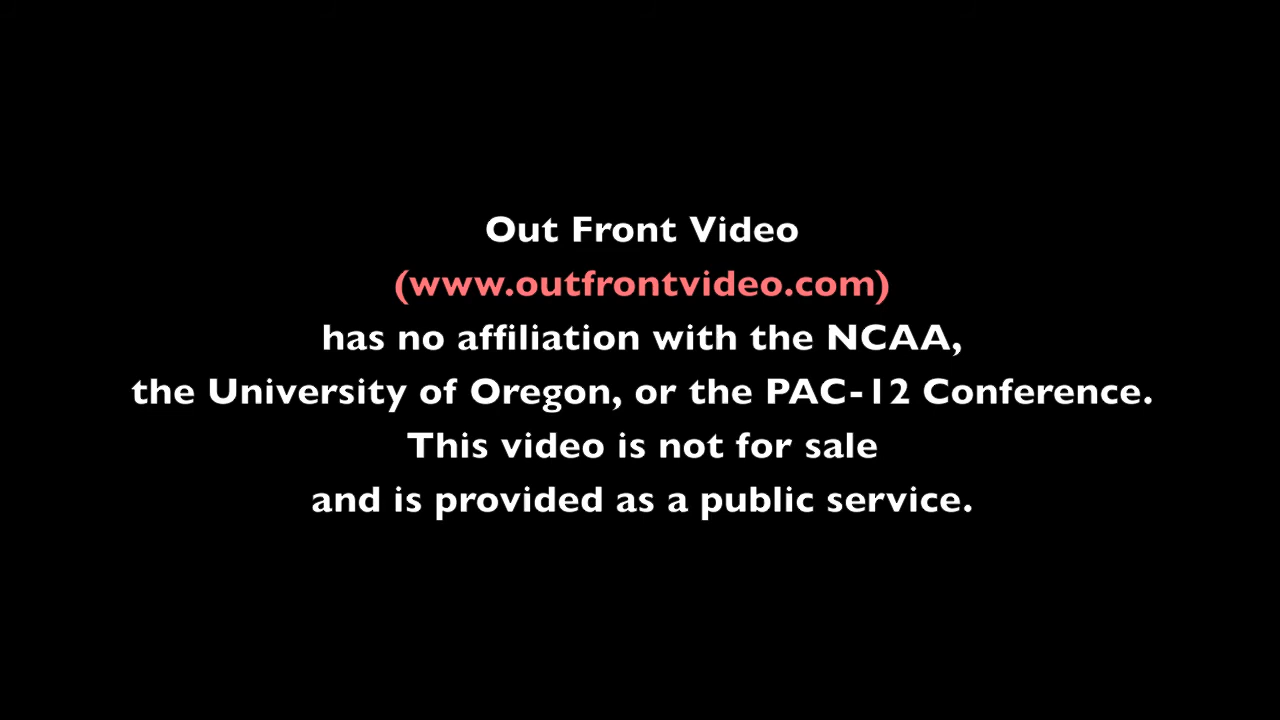 Out Front Video
(www.outfrontvideo.com)
has no affiliation with the NCAA,
the University of Oregon, or the PAC-12 Conference.
This video is not for sale
and is provided as a public service.